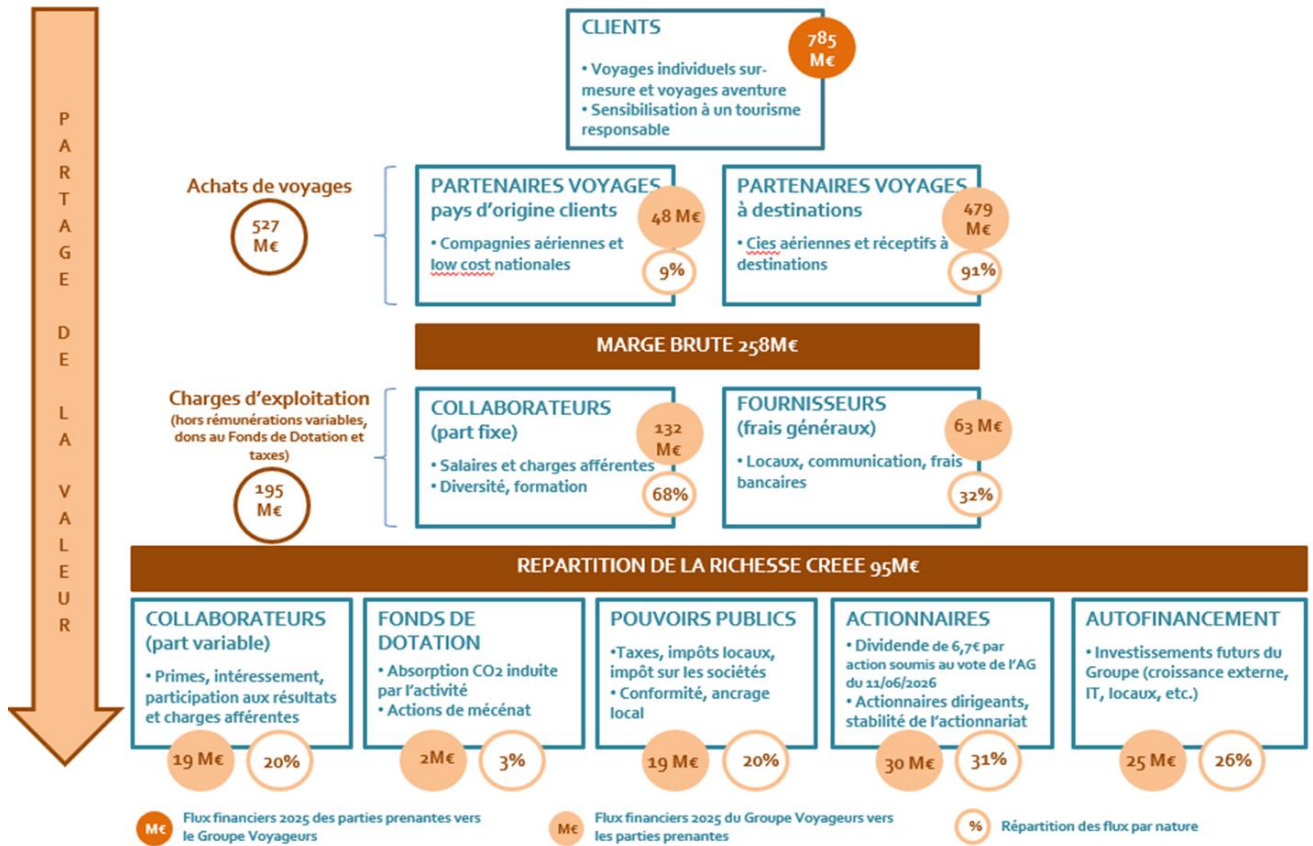 PARTAGE DE LA VALEUR
CLIENTS
785
M€
• Voyages individuels sur-
mesure et voyages aventure
• Sensibilisation à un tourisme
responsable
Achats de voyages
527
M€
PARTENAIRES VOYAGES
pays d'origine clients
48 M€
• Compagnies aériennes et
low cost nationales
9%
PARTENAIRES VOYAGES
à destinations
479
M€
• Cies aériennes et réceptifs à
destinations
91%
MARGE BRUTE 258M€
Charges d'exploitation
(hors rémunérations variables,
dons au Fonds de Dotation et
taxes)
195
M€
COLLABORATEURS
(part fixe)
132
M€
• Salaires et charges afférentes
• Diversité, formation
68%
FOURNISSEURS
(frais généraux)
63 M€
• Locaux, communication, frais
bancaires
32%
REPARTITION DE LA RICHESSE CREEE 95M€
COLLABORATEURS
(part variable)
• Primes, intéressement,
participation aux résultats
et charges afférentes
19 M€
20%
FONDS DE
DOTATION
• Absorption CO2 induite
par l'activité
• Actions de mécénat
2M€
3%
POUVOIRS PUBLICS
•Taxes, impôts locaux,
impôt sur les sociétés
• Conformité, ancrage
local
19 M€
20%
ACTIONNAIRES
• Dividende de 6,7€ par
action soumis au vote de l'AG
du 11/06/2026
• Actionnaires dirigeants,
stabilité de l'actionnariat
30 M€
31%
AUTOFINANCEMENT
• Investissements futurs du
Groupe (croissance externe,
IT, locaux, etc.)
25 M€
26%
M€
Flux financiers 2025 des parties prenantes vers
le Groupe Voyageurs
M€
Flux financiers 2025 du Groupe Voyageurs vers
les parties prenantes
%
Répartition des flux par nature